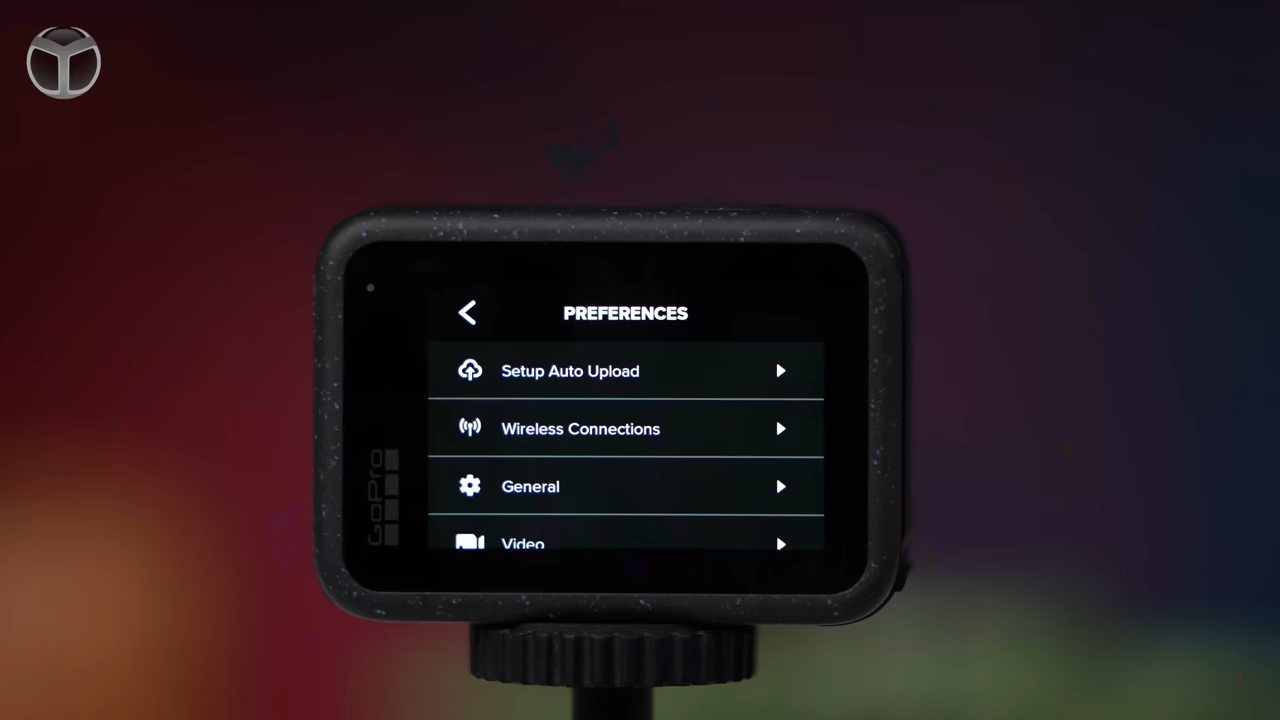 PREFERENCES
Setup Auto Upload
Wireless Connections
General
Video
GoPro